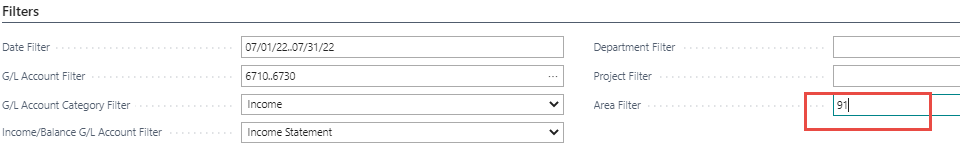 Filters
Date Filter 07/01/22..07/31/22 Department Filter
G/L Account Filter 6710..6730 ... Project Filter
G/L Account Category Filter Income Area Filter 91
Income/Balance G/L Account Filter Income Statement